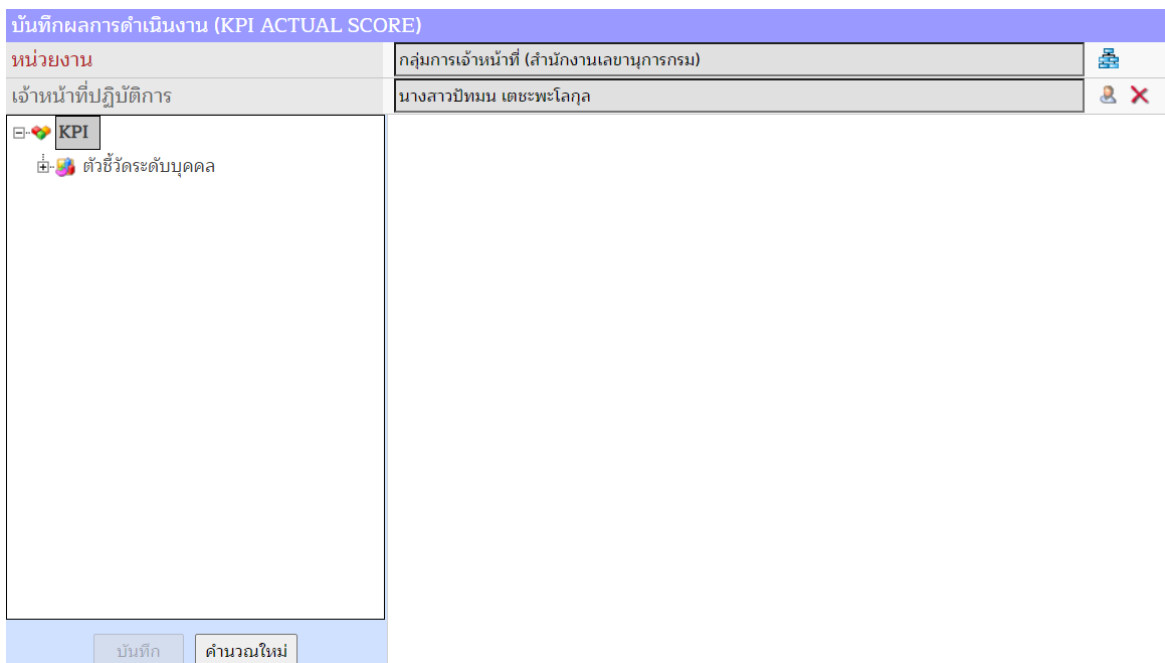 บันทึกผลการดำเนินงาน (KPI ACTUAL SCORE)
หน่วยงาน กลุ่มการเจ้าหน้าที่ (สำนักงานเลขานุการกรม)
เจ้าหน้าที่ปฏิบัติการ นางสาวปัทมน เตชะพะโลกุล
KPI
ตัวชี้วัดระดับบุคคล
บันทึก คำนวณใหม่